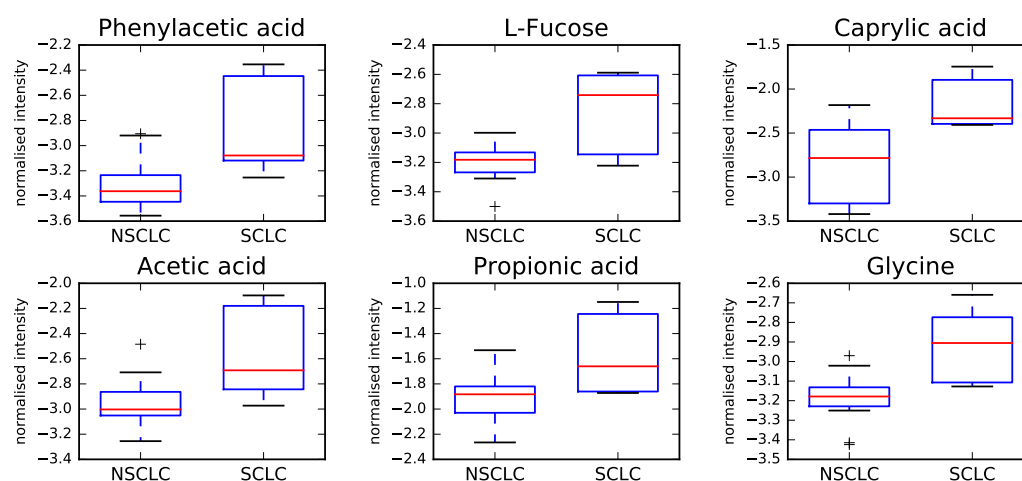 Phenylacetic acid
normalised intensity
−2.2
−2.4
−2.6
−2.8
−3.0
−3.2
−3.4
−3.6
NSCLC SCLC
L-Fucose
normalised intensity
−2.4
−2.6
−2.8
−3.0
−3.2
−3.4
−3.6
NSCLC SCLC
Caprylic acid
normalised intensity
−1.5
−2.0
−2.5
−3.0
−3.5
NSCLC SCLC
Acetic acid
normalised intensity
−2.0
−2.2
−2.4
−2.6
−2.8
−3.0
−3.2
−3.4
NSCLC SCLC
Propionic acid
normalised intensity
−1.0
−1.2
−1.4
−1.6
−1.8
−2.0
−2.2
−2.4
NSCLC SCLC
Glycine
normalised intensity
−2.6
−2.7
−2.8
−2.9
−3.0
−3.1
−3.2
−3.3
−3.4
−3.5
NSCLC SCLC